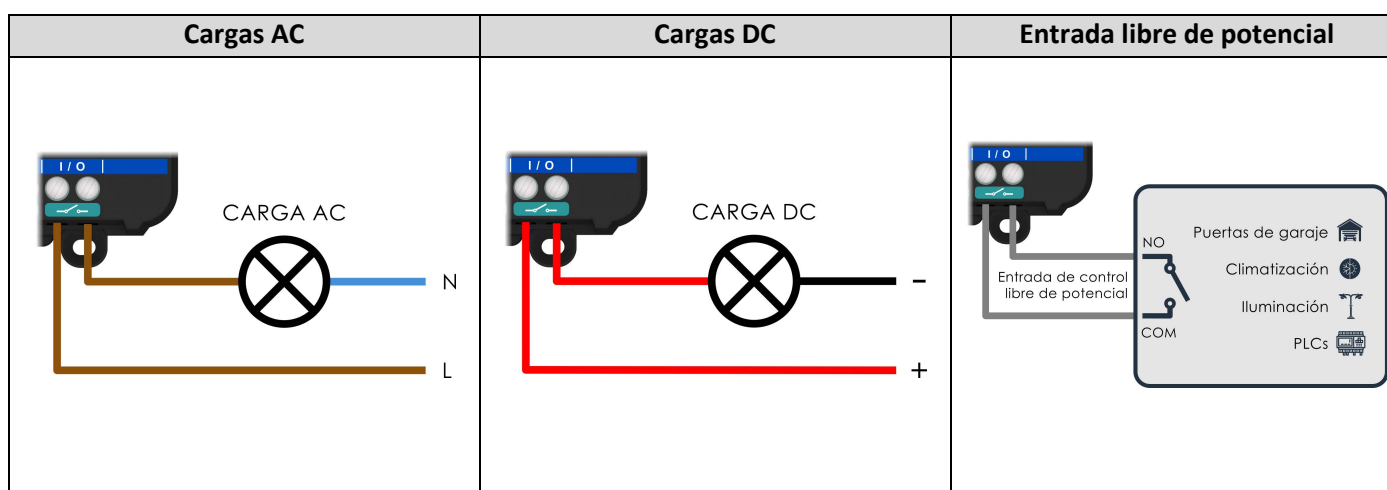 Cargas AC
Cargas DC
Entrada libre de potencial
I / O
CARGA AC
N
L
I / O
CARGA DC
-
+
I / O
NO
Entrada de control
libre de potencial
COM
Puertas de garaje
Climatización
Iluminación
PLCs